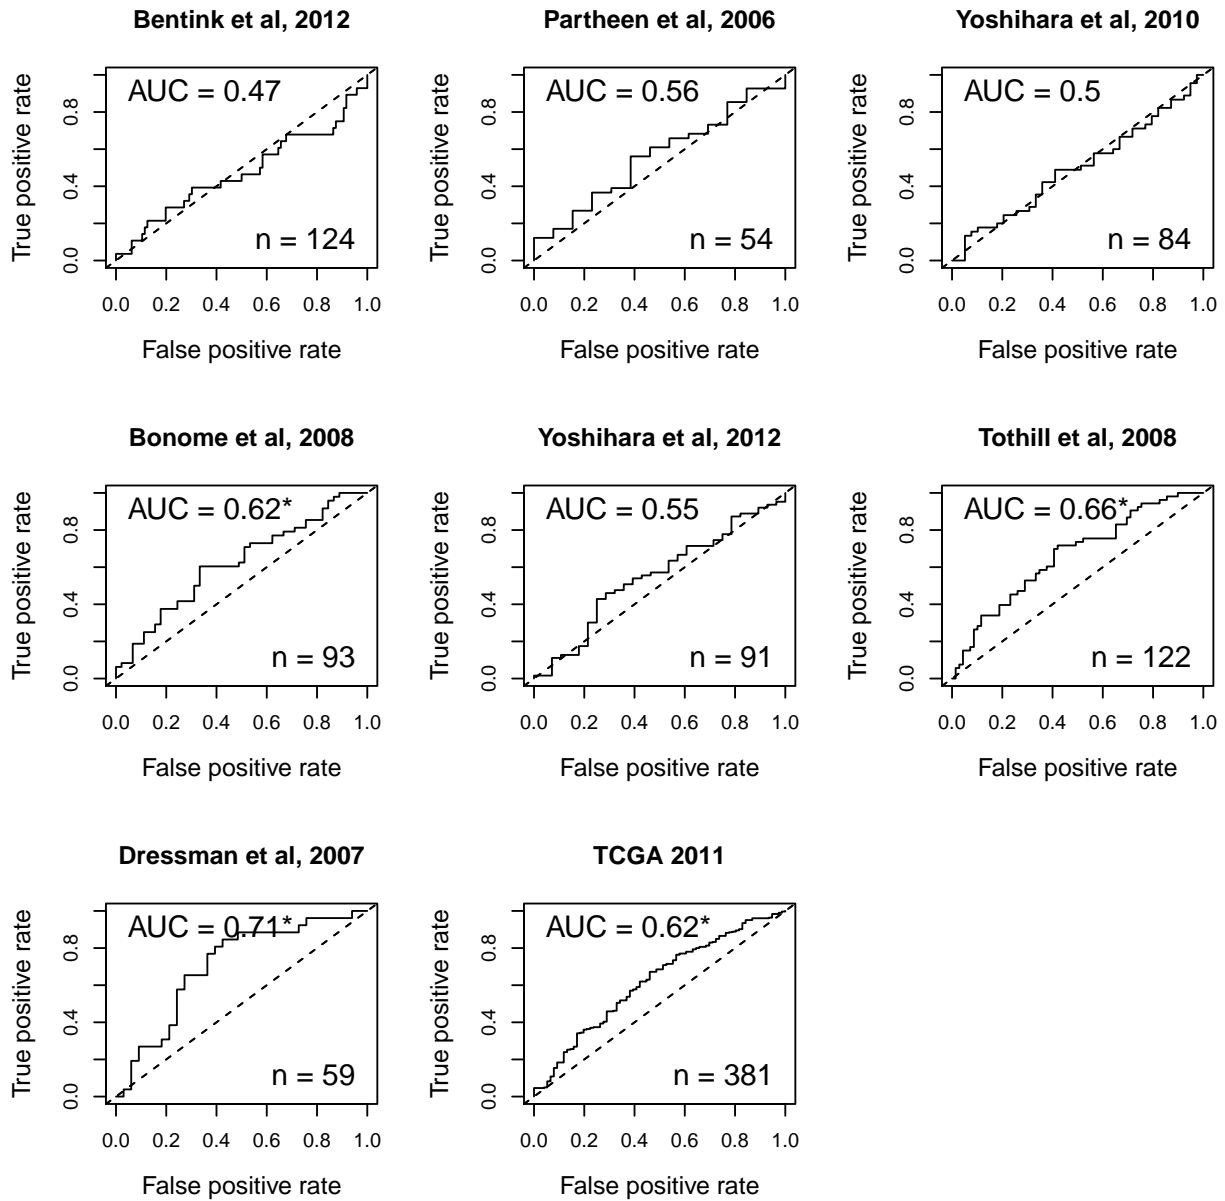 Bentink et al, 2012
AUC = 0.47
n = 124
True positive rate
0.0 0.4 0.8
0.0 0.2 0.4 0.6 0.8 1.0
False positive rate
Partheen et al, 2006
AUC = 0.56
n = 54
True positive rate
0.0 0.4 0.8
0.0 0.2 0.4 0.6 0.8 1.0
False positive rate
Yoshihara et al, 2010
AUC = 0.5
n = 84
True positive rate
0.0 0.4 0.8
0.0 0.2 0.4 0.6 0.8 1.0
False positive rate
Bonome et al, 2008
AUC = 0.62*
n = 93
True positive rate
0.0 0.4 0.8
0.0 0.2 0.4 0.6 0.8 1.0
False positive rate
Yoshihara et al, 2012
AUC = 0.55
n = 91
True positive rate
0.0 0.4 0.8
0.0 0.2 0.4 0.6 0.8 1.0
False positive rate
Tothill et al, 2008
AUC = 0.66*
n = 122
True positive rate
0.0 0.4 0.8
0.0 0.2 0.4 0.6 0.8 1.0
False positive rate
Dressman et al, 2007
AUC = 0.71*
n = 59
True positive rate
0.0 0.4 0.8
0.0 0.2 0.4 0.6 0.8 1.0
False positive rate
TCGA 2011
AUC = 0.62*
n = 381
True positive rate
0.0 0.4 0.8
0.0 0.2 0.4 0.6 0.8 1.0
False positive rate